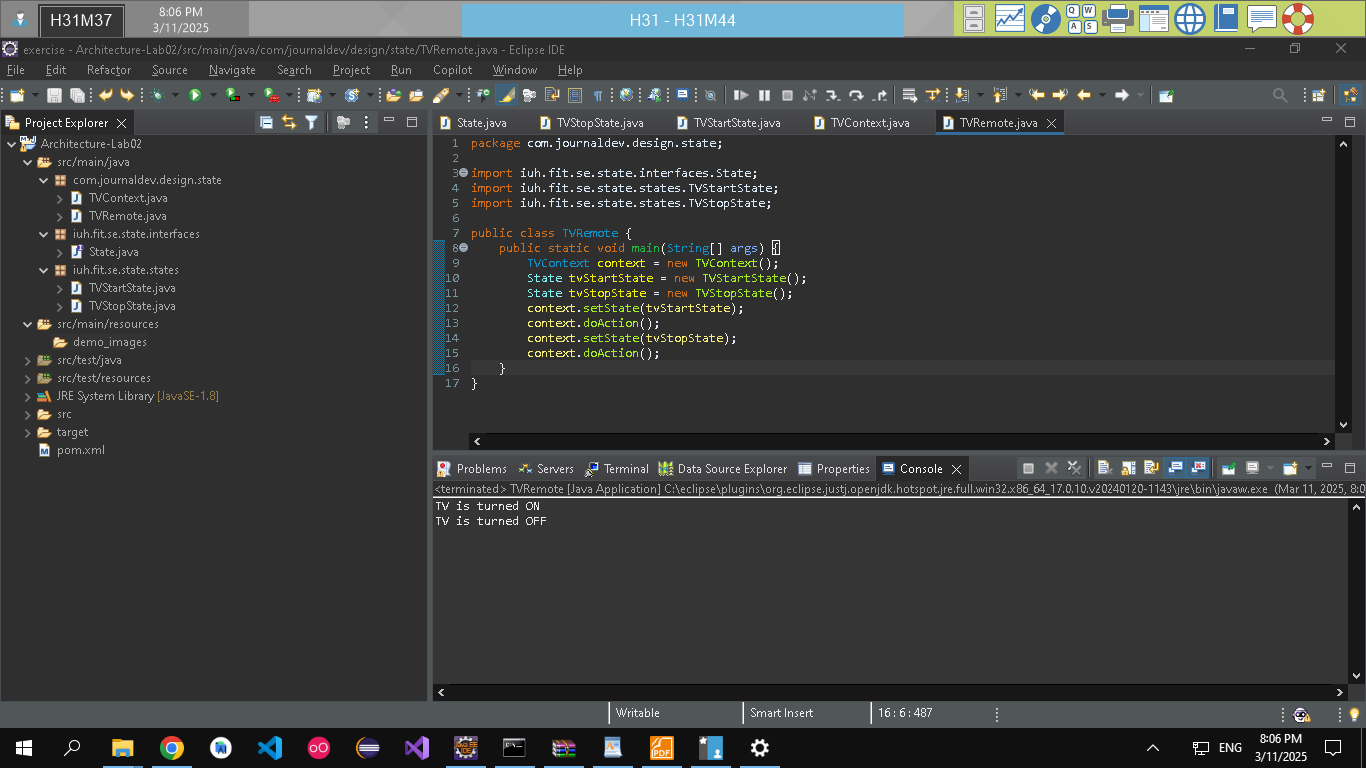 H31M37
8:06 PM
3/11/2025
H31 - H31M44
Q W
A S
exercise - Architecture-Lab02/src/main/java/com/journaldev/design/state/TVRemote.java - Eclipse IDE
File Edit Refactor Source Navigate Search Project Run Copilot Window Help
Project Explorer
Architecture-Lab02
src/main/java
com.journaldev.design.state
TVContext.java
TVRemote.java
iuh.fit.se.state.interfaces
State.java
iuh.fit.se.state.states
TVStartState.java
TVStopState.java
src/main/resources
demo_images
src/test/java
src/test/resources
JRE System Library [JavaSE-1.8]
src
target
pom.xml
State.java TVStopState.java TVStartState.java TVContext.java TVRemote.java
1 package com.journaldev.design.state;
2
3 import iuh.fit.se.state.interfaces.State;
4 import iuh.fit.se.state.states.TVStartState;
5 import iuh.fit.se.state.states.TVStopState;
6
7 public class TVRemote {
8 public static void main(String[] args) {
9 TVContext context = new TVContext();
10 State tvStartState = new TVStartState();
11 State tvStopState = new TVStopState();
12 context.setState(tvStartState);
13 context.doAction();
14 context.setState(tvStopState);
15 context.doAction();
16 }
17 }
Problems Servers Terminal Data Source Explorer Properties Console
<terminated> TVRemote [Java Application] C:\eclipse\plugins\org.eclipse.justj.openjdk.hotspot.jre.full.win32.x86_64_17.0.10.v20240120-1143\jre\bin\javaw.exe (Mar 11, 2025, 8:0
TV is turned ON
TV is turned OFF
Writable Smart Insert 16 : 6 : 487
ENG
8:06 PM
3/11/2025